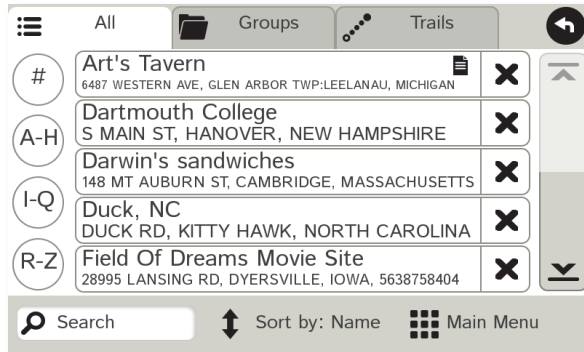 All
Groups
Trails
#
A-H
I-Q
R-Z
Art's Tavern
6487 WESTERN AVE, GLEN ARBOR TWP:LEELANAU, MICHIGAN
Dartmouth College
S MAIN ST, HANOVER, NEW HAMPSHIRE
Darwin's sandwiches
148 MT AUBURN ST, CAMBRIDGE, MASSACHUSETTS
Duck, NC
DUCK RD, KITTY HAWK, NORTH CAROLINA
Field Of Dreams Movie Site
28995 LANSING RD, DYERSVILLE, IOWA, 5638758404
Search
Sort by: Name
Main Menu